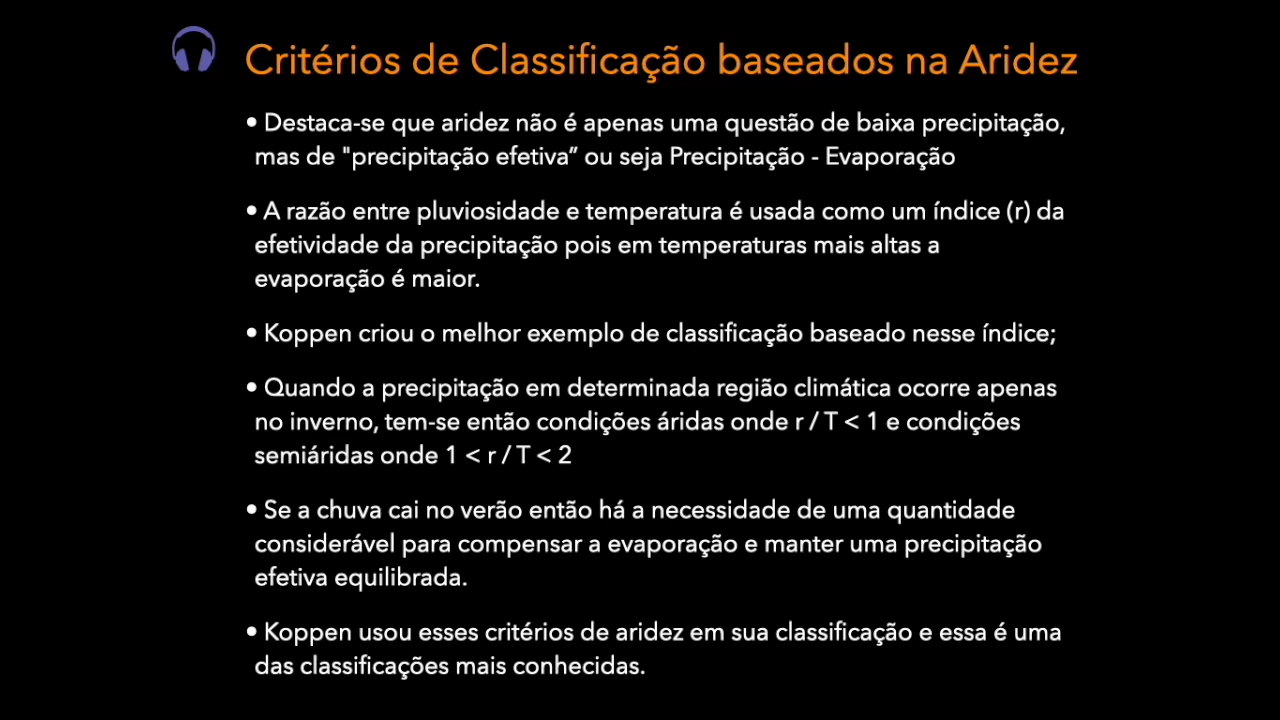 Critérios de Classificação baseados na Aridez
• Destaca-se que aridez não é apenas uma questão de baixa precipitação,
mas de "precipitação efetiva” ou seja Precipitação - Evaporação
• A razão entre pluviosidade e temperatura é usada como um índice (r) da
efetividade da precipitação pois em temperaturas mais altas a
evaporação é maior.
• Koppen criou o melhor exemplo de classificação baseado nesse índice;
• Quando a precipitação em determinada região climática ocorre apenas
no inverno, tem-se então condições áridas onde r / T < 1 e condições
semiáridas onde 1 < r / T < 2
• Se a chuva cai no verão então há a necessidade de uma quantidade
considerável para compensar a evaporação e manter uma precipitação
efetiva equilibrada.
• Koppen usou esses critérios de aridez em sua classificação e essa é uma
das classificações mais conhecidas.